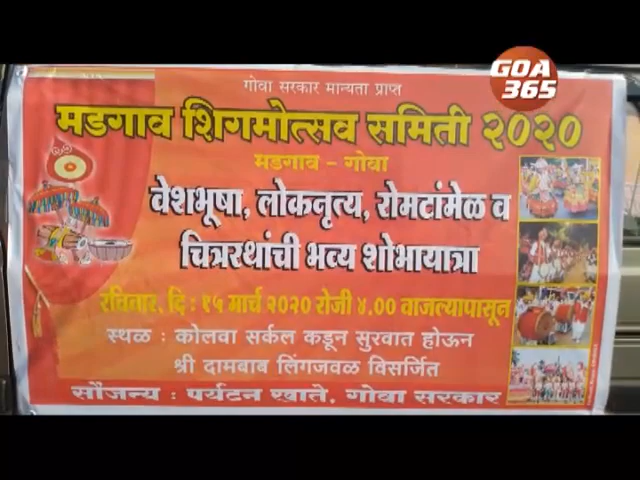 GOA
365
गोवा सरकार मान्यता प्राप्त
मडगाव शिगमोत्सव समिती २०२०
मडगाव - गोवा
वेशभूषा, लोकनृत्य, रोमटांमेळ व
चित्ररथांची भव्य शोभायात्रा
रविवार, दि : १५ मार्च २०२० रोजी ४.०० वाजल्यापासून
स्थळ : कोलवा सर्कल कडून सुरवात होऊन
श्री दामबाब लिंगजवळ विसर्जित
सौजन्य : पर्यटन खाते, गोवा सरकार